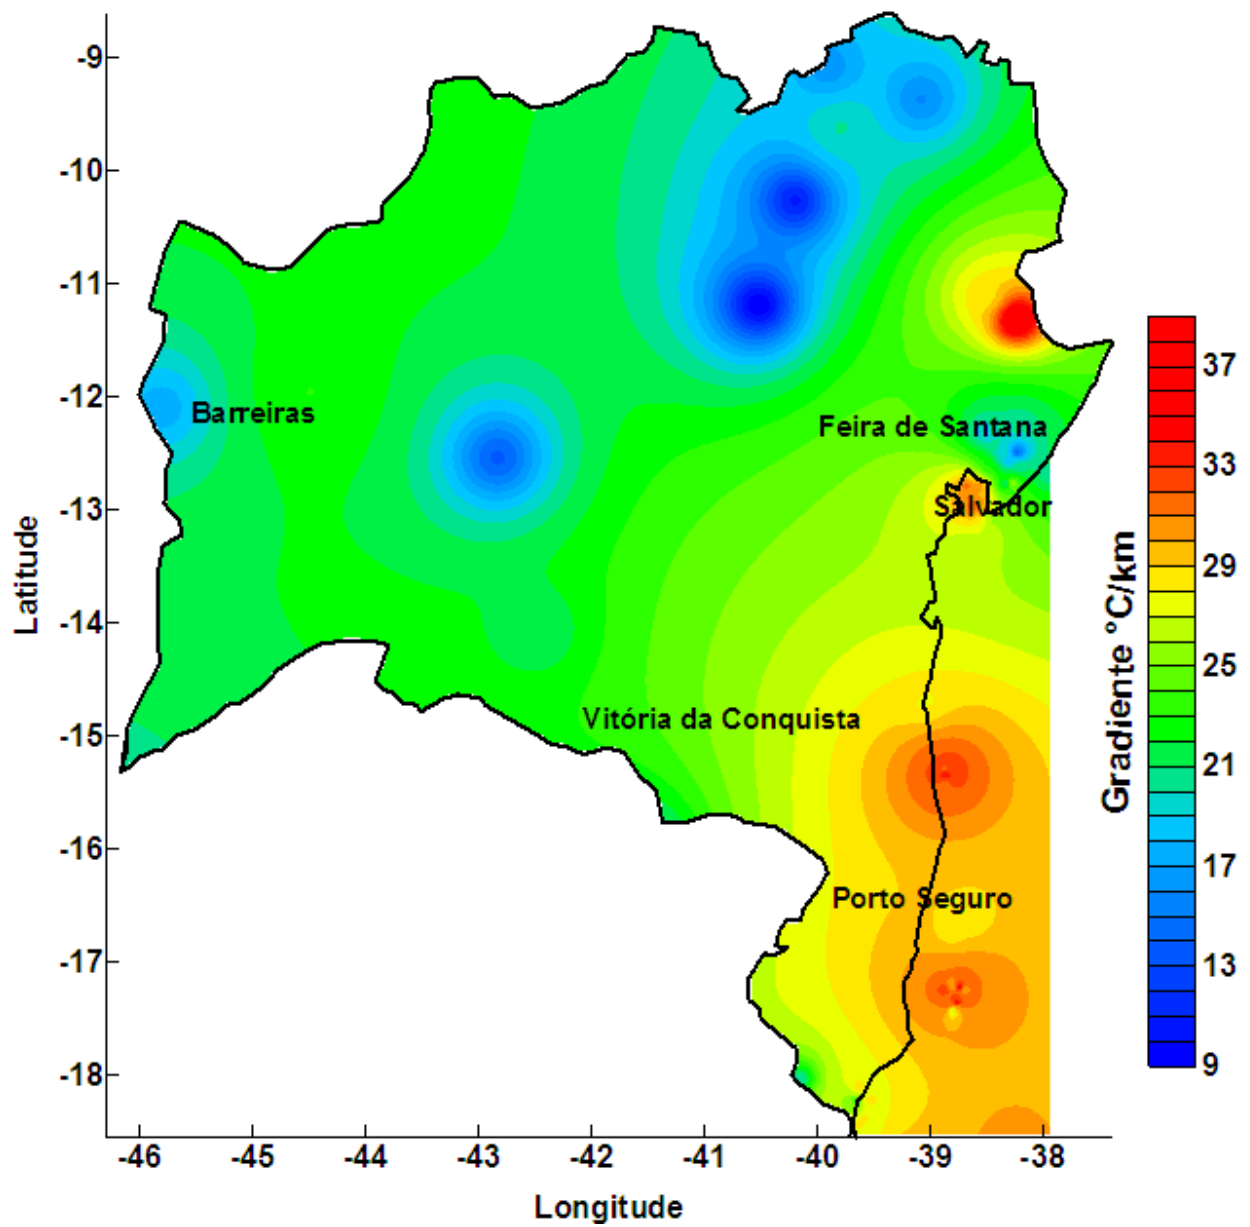 -9
-10
-11
-12
-13
-14
-15
-16
-17
-18
Latitude
Barreiras
Feira de Santana
Salvador
Vitória da Conquista
Porto Seguro
-46 -45 -44 -43 -42 -41 -40 -39 -38
Longitude
Gradiente °C/km
37
33
29
25
21
17
13
9